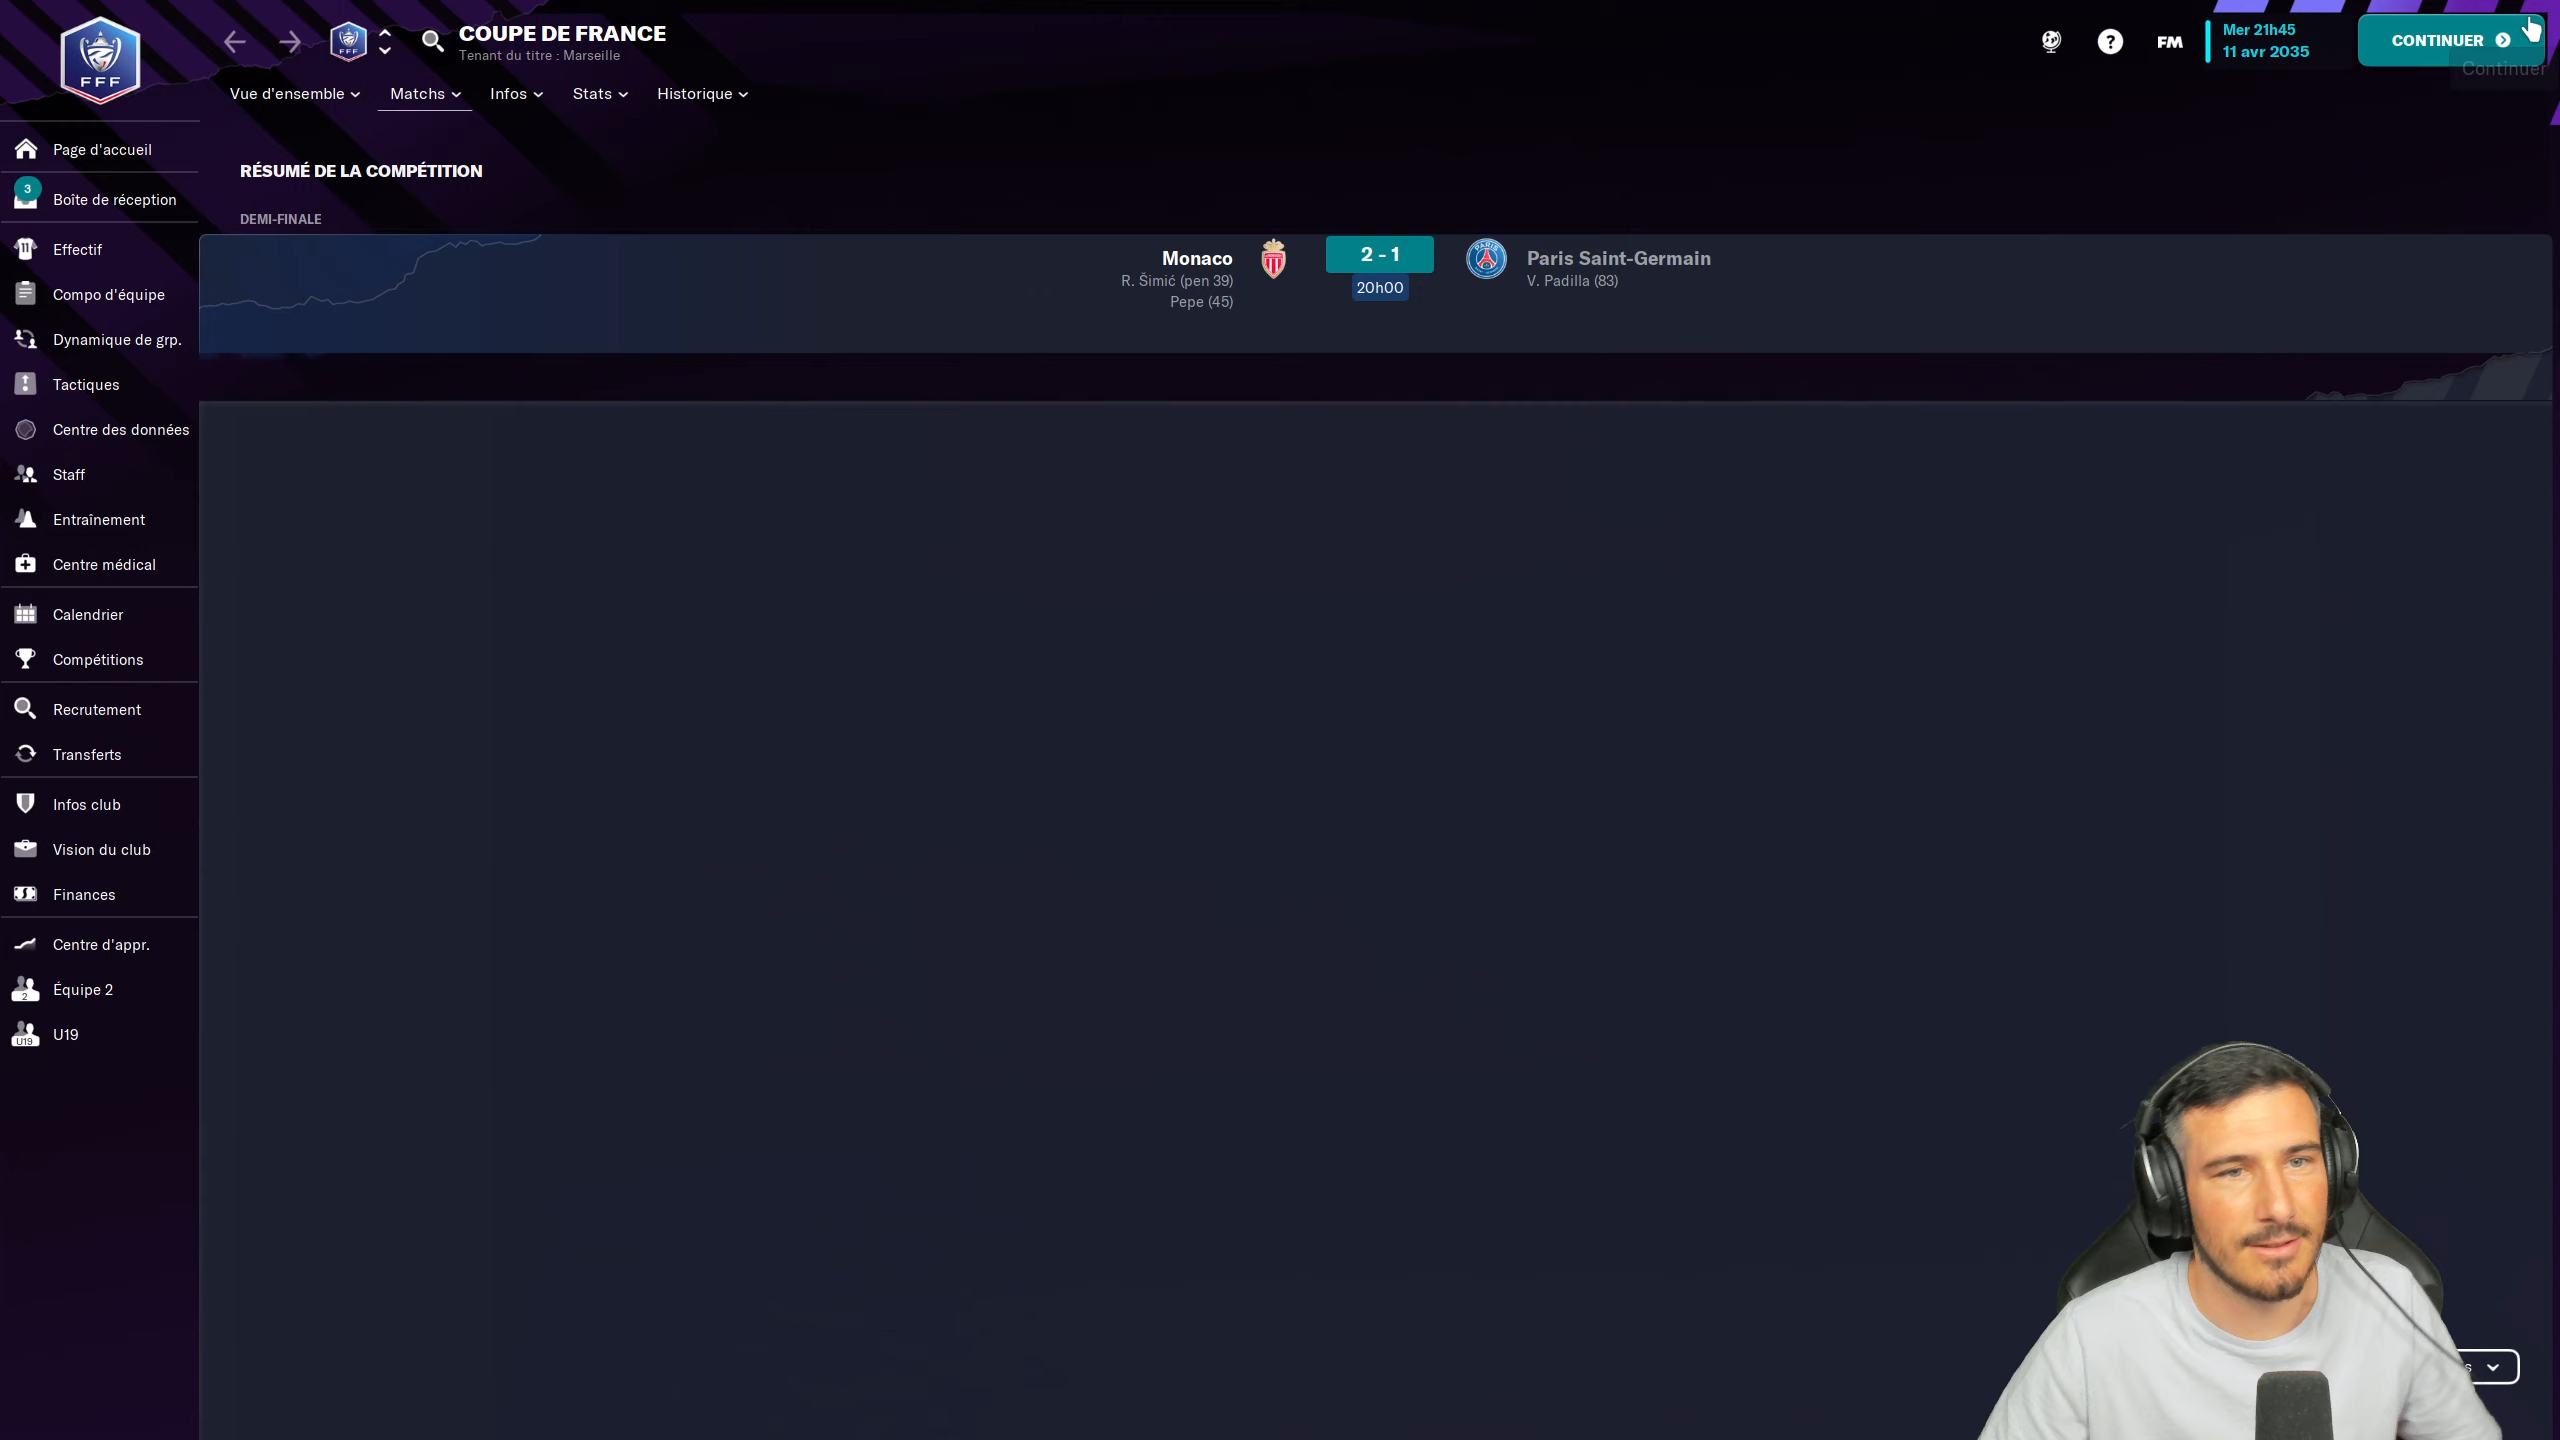 FFF
COUPE DE FRANCE
Tenant du titre : Marseille
Mer 21h45
11 avr 2035
CONTINUER
Continuer
FM
Vue d'ensemble
Matchs
Infos
Stats
Historique
Page d'accueil
3
Boîte de réception
Effectif
Compo d'équipe
Dynamique de grp.
Tactiques
Centre des données
Staff
Entraînement
Centre médical
Calendrier
Compétitions
Recrutement
Transferts
Infos club
Vision du club
Finances
Centre d'appr.
2
Équipe 2
U19
U19
RÉSUMÉ DE LA COMPÉTITION
DEMI-FINALE
Monaco
R. Šimić (pen 39)
Pepe (45)
2 - 1
20h00
PARIS
Paris Saint-Germain
V. Padilla (83)